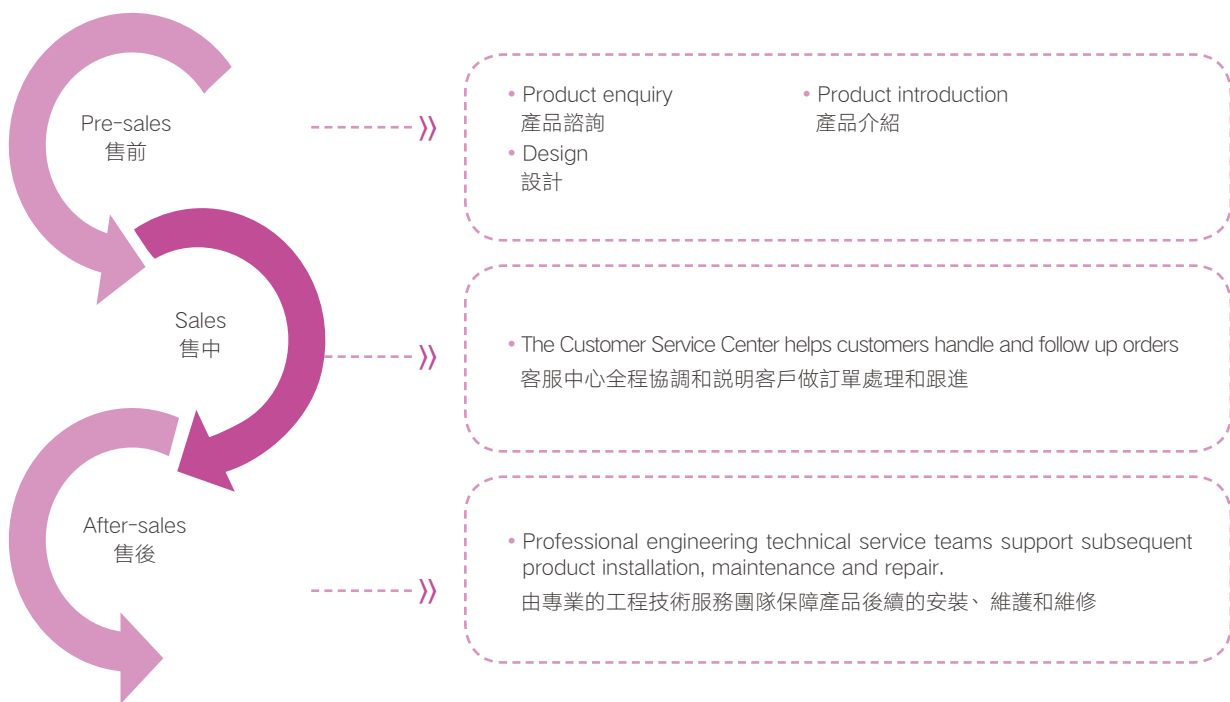 Pre-sales
售前
• Product enquiry
產品諮詢
• Design
設計
• Product introduction
產品介紹
Sales
售中
• The Customer Service Center helps customers handle and follow up orders
客服中心全程協調和説明客戶做訂單處理和跟進
After-sales
售後
• Professional engineering technical service teams support subsequent
product installation, maintenance and repair.
由專業的工程技術服務團隊保障產品後續的安裝、維護和維修